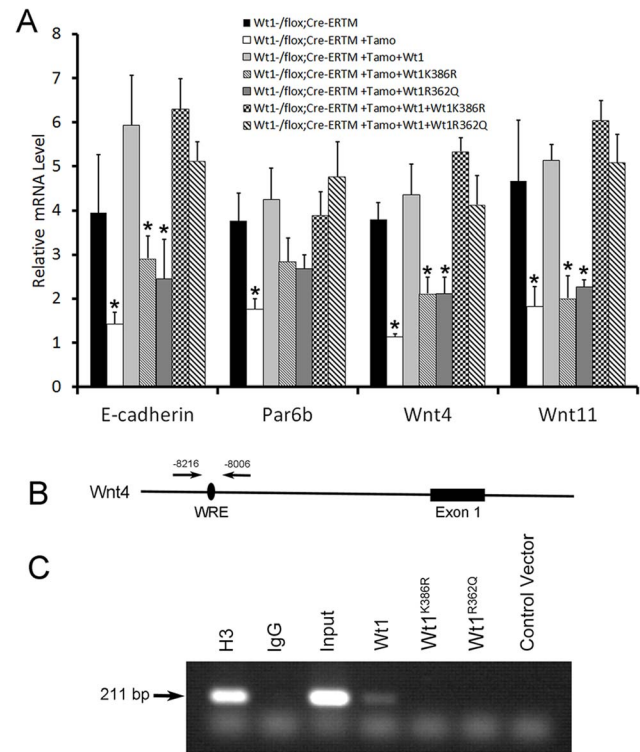 A
Wt1-/flox;Cre-ERTM
Wt1-/flox;Cre-ERTM +Tamo
Wt1-/flox;Cre-ERTM +Tamo+Wt1
Wt1-/flox;Cre-ERTM +Tamo+Wt1K386R
Wt1-/flox;Cre-ERTM +Tamo+Wt1R362Q
Wt1-/flox;Cre-ERTM +Tamo+Wt1+Wt1K386R
Wt1-/flox;Cre-ERTM +Tamo+Wt1+Wt1R362Q
Relative mRNA Level
8
7
6
5
4
3
2
1
0
* * * * * * * * * *
E-cadherin Par6b Wnt4 Wnt11
B
-8216 -8006
Wnt4
WRE Exon 1
C
H3 IgG Input Wt1 Wt1K386R Wt1R362Q Control Vector
211 bp